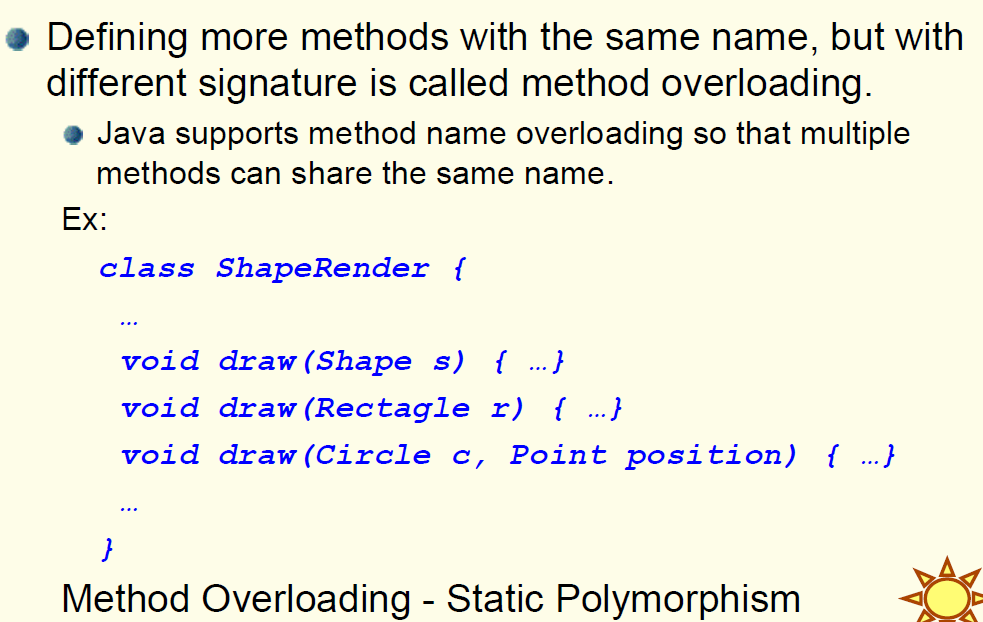 Defining more methods with the same name, but with
different signature is called method overloading.
Java supports method name overloading so that multiple
methods can share the same name.
Ex:
class ShapeRender {
…
void draw(Shape s) { …}
void draw(Rectagle r) { …}
void draw(Circle c, Point position) { …}
…
}
Method Overloading - Static Polymorphism